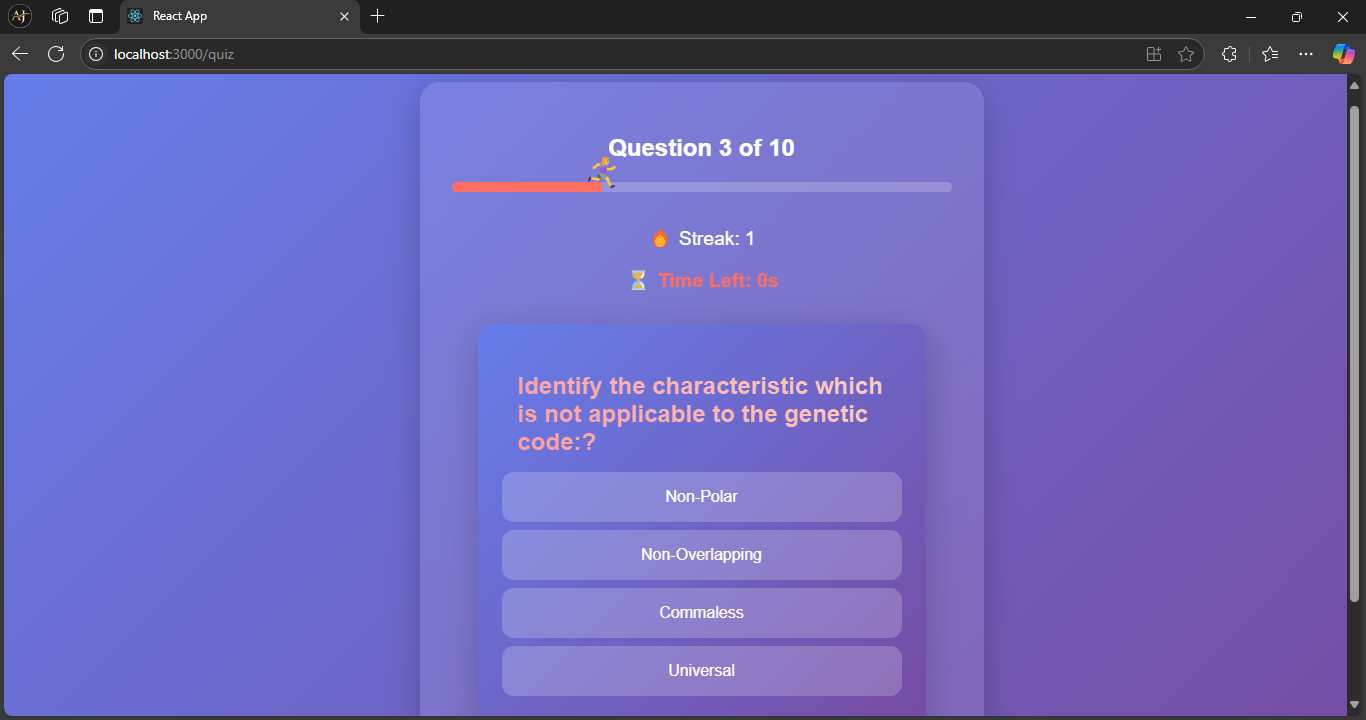 React App
localhost:3000/quiz
Question 3 of 10
Streak: 1
Time Left: 0s
Identify the characteristic which
is not applicable to the genetic
code:?
Non-Polar
Non-Overlapping
Commaless
Universal